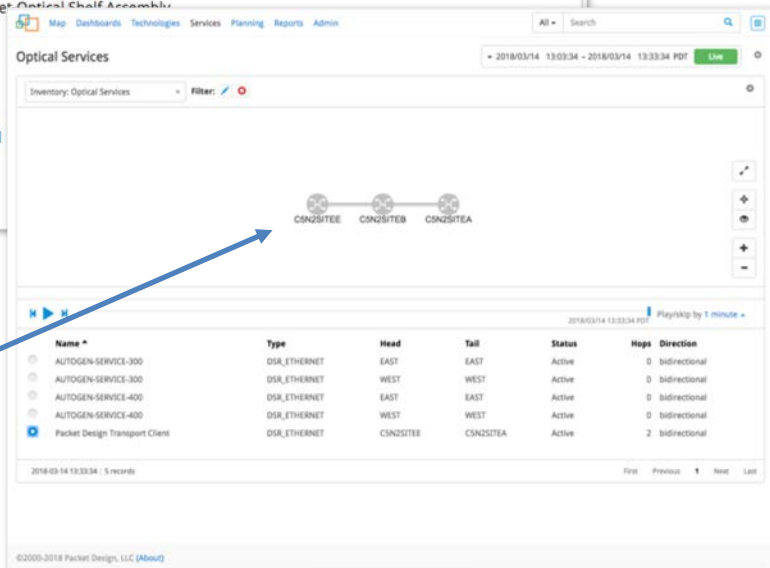 et Optical Shelf Assembly
Map Dashboards Technologies Services Planning Reports Admin All Search
Optical Services 2018/03/14 13:03:34 - 2018/03/14 13:33:34 PDT Live
Inventory: Optical Services Filter:
C5N2SITEE C5N2SITEB C5N2SITEA
2018/03/14 13:33:34 PDT Play/skip by 1 minute
Name Type Head Tail Status Hops Direction
AUTOGEN-SERVICE-300 DSR_ETHERNET EAST EAST Active 0 bidirectional
AUTOGEN-SERVICE-300 DSR_ETHERNET WEST WEST Active 0 bidirectional
AUTOGEN-SERVICE-400 DSR_ETHERNET EAST EAST Active 0 bidirectional
AUTOGEN-SERVICE-400 DSR_ETHERNET WEST WEST Active 0 bidirectional
Packet Design Transport Client DSR_ETHERNET C5N2SITEE C5N2SITEA Active 2 bidirectional
2018-03-14 13:33:34 | 5 records First Previous 1 Next Last
©2000-2018 Packet Design, LLC (About)